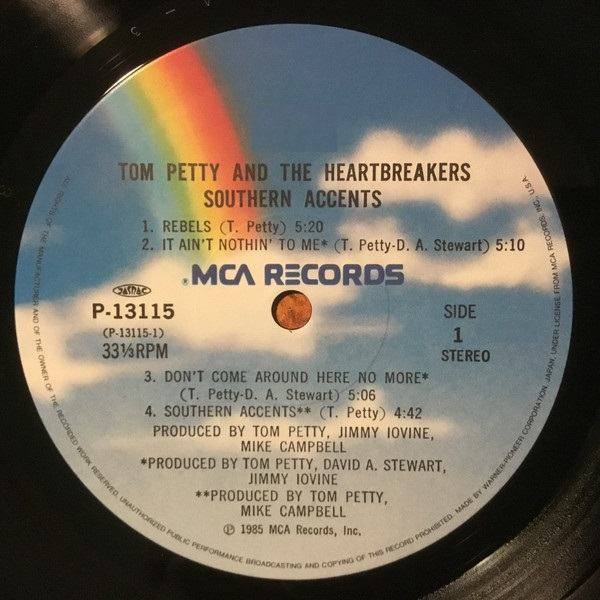 TOM PETTY AND THE HEARTBREAKERS
SOUTHERN ACCENTS
1. REBELS (T. Petty) 5:20
2. IT AIN'T NOTHIN' TO ME* (T. Petty-D. A. Stewart) 5:10
®MCA RECORDS
JASRAC
P-13115
(P-13115-1)
33⅓RPM
SIDE
1
STEREO
3. DON'T COME AROUND HERE NO MORE*
(T. Petty-D. A. Stewart) 5:06
4. SOUTHERN ACCENTS** (T. Petty) 4:42
PRODUCED BY TOM PETTY, JIMMY IOVINE,
MIKE CAMPBELL
*PRODUCED BY TOM PETTY, DAVID A. STEWART,
JIMMY IOVINE
**PRODUCED BY TOM PETTY,
MIKE CAMPBELL
℗ 1985 MCA Records, Inc.
ALL RIGHTS OF THE MANUFACTURER AND OF THE OWNER OF THE RECORDED WORK RESERVED. UNAUTHORIZED PUBLIC PERFORMANCE BROADCASTING AND COPYING OF THIS RECORD PROHIBITED. MADE BY WARNER-PIONEER CORPORATION, JAPAN, UNDER LICENSE FROM MCA RECORDS, INC., U.S.A.